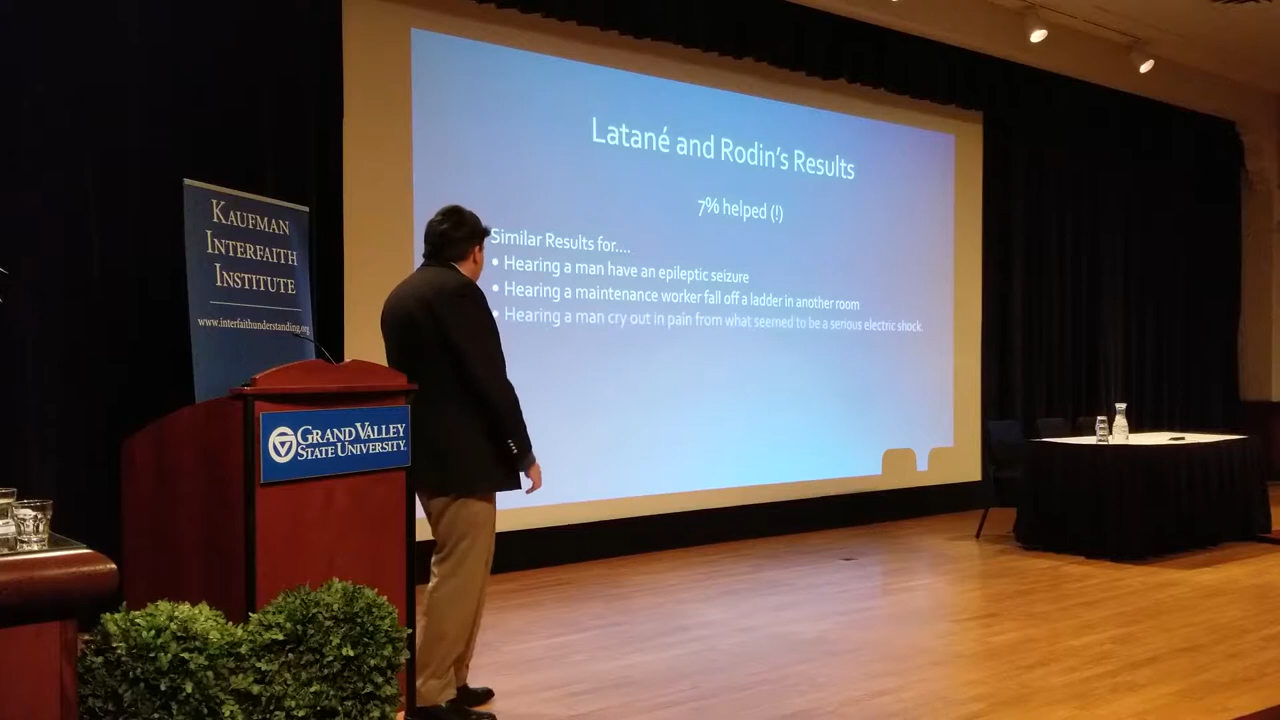 KAUFMAN
INTERFAITH
INSTITUTE
www.interfaithunderstanding.org
GRAND VALLEY
STATE UNIVERSITY.
Latané and Rodin's Results
7% helped (!)
Similar Results for....
• Hearing a man have an epileptic seizure
• Hearing a maintenance worker fall off a ladder in another room
• Hearing a man cry out in pain from what seemed to be a serious electric shock.